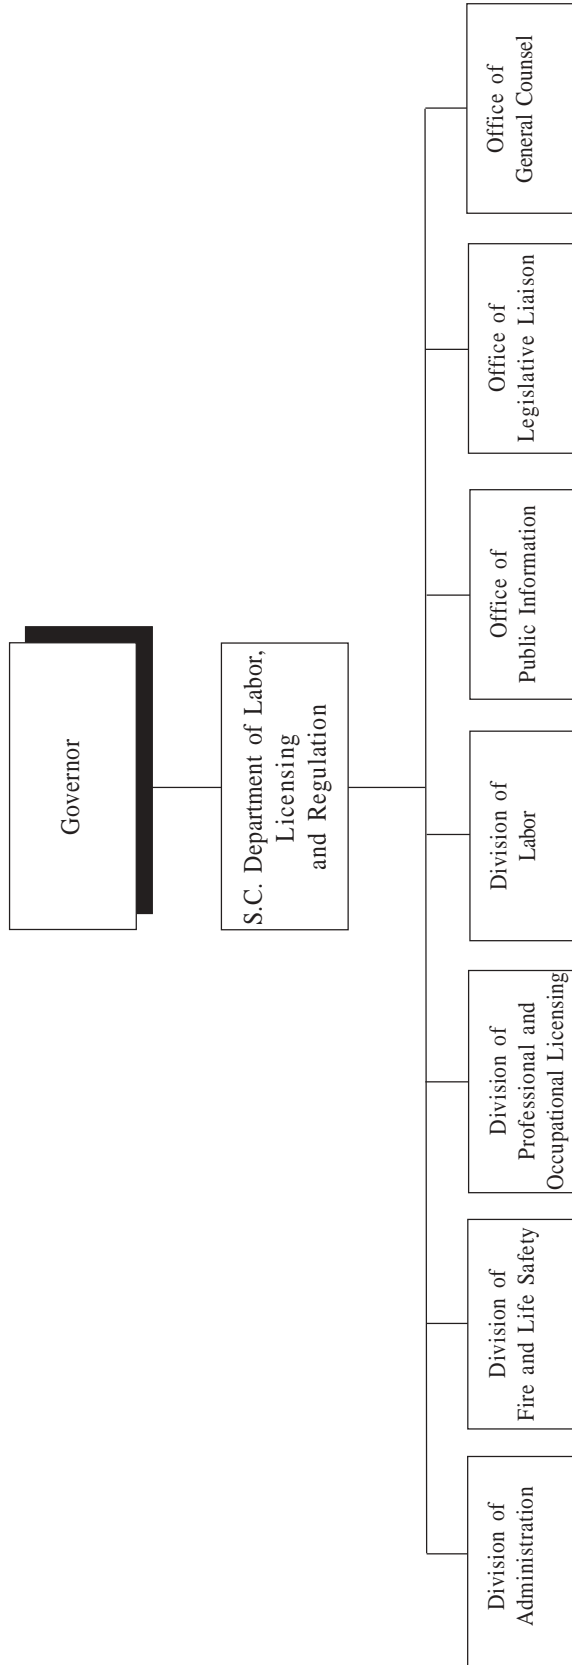 Governor
S.C. Department of Labor,
Licensing
and Regulation
Division of
Administration
Division of
Fire and Life Safety
Division of
Professional and
Occupational Licensing
Division of
Labor
Office of
Public Information
Office of
Legislative Liaison
Office of
General Counsel